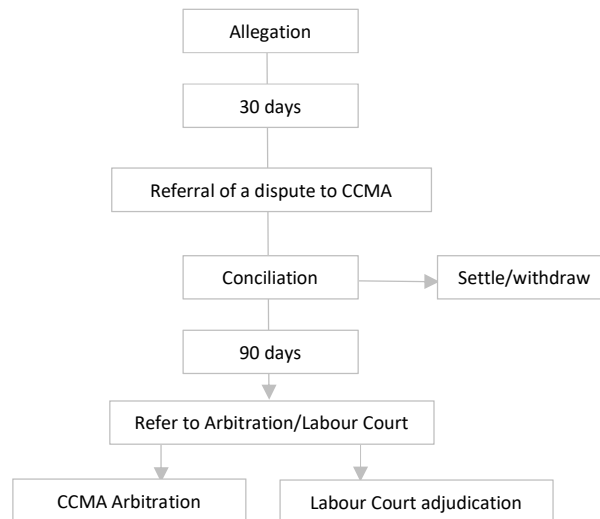 Allegation
30 days
Referral of a dispute to CCMA
Conciliation
Settle/withdraw
90 days
Refer to Arbitration/Labour Court
CCMA Arbitration
Labour Court adjudication